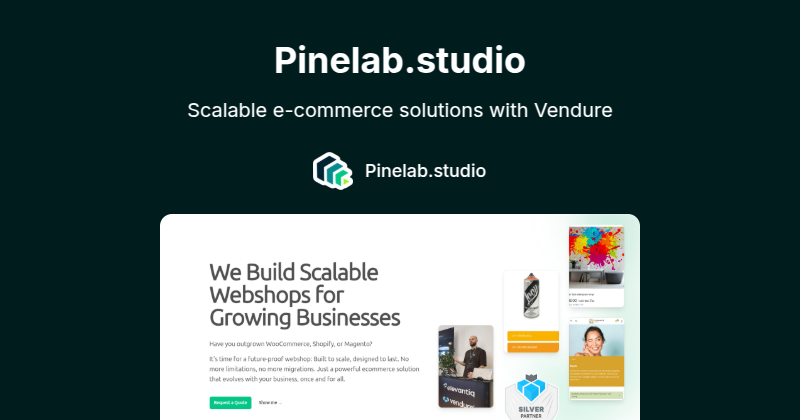 Pinelab.studio
Scalable e-commerce solutions with Vendure
Pinelab.studio
We Build Scalable
Webshops for
Growing Businesses
Have you outgrown WooCommerce, Shopify, or Magento?
It's time for a future-proof webshop: Built to scale, designed to last. No
more limitations, no more migrations. Just a powerful ecommerce solution
that evolves with your business, once and for all.
Request a Quote
Show me
elevantiq
vendure
SILVER
PARTNER